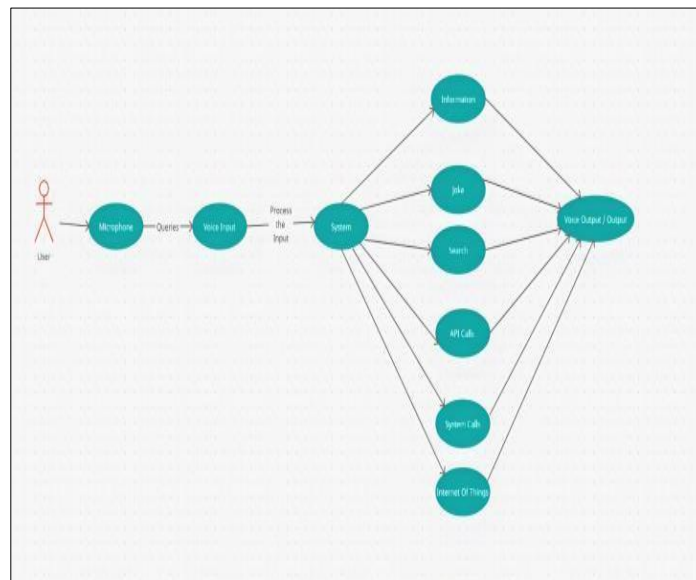 Information
Joke
Search
API Calls
System Calls
Internet Of Things
User
Microphone
Queries
Voice Input
Process
the
Input
System
Voice Output / Output